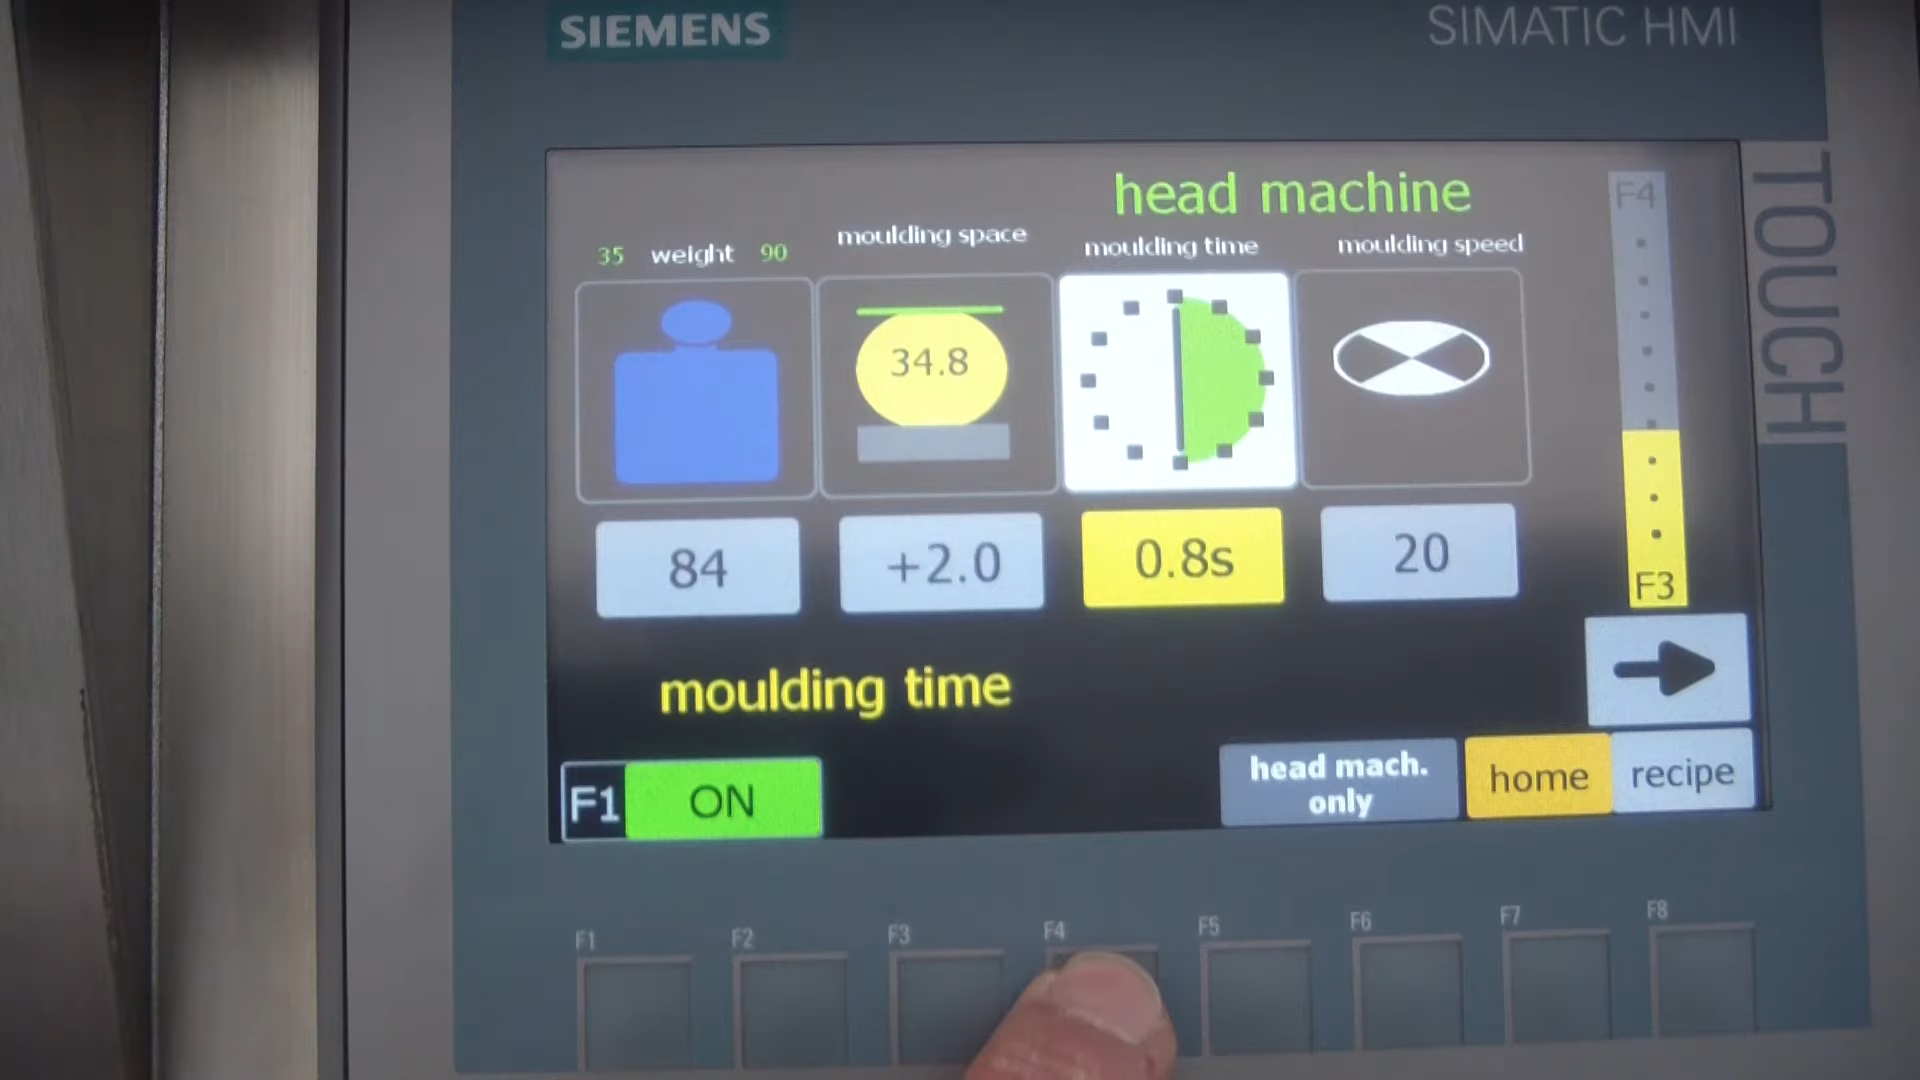 SIEMENS
SIMATIC HMI
TOUCH
head machine
35 weight 90
moulding space
moulding time
moulding speed
F4
34.8
84
+2.0
0.8s
20
F3
moulding time
F1 ON
head mach.
only
home
recipe
F1
F2
F3
F4
F5
F6
F7
F8